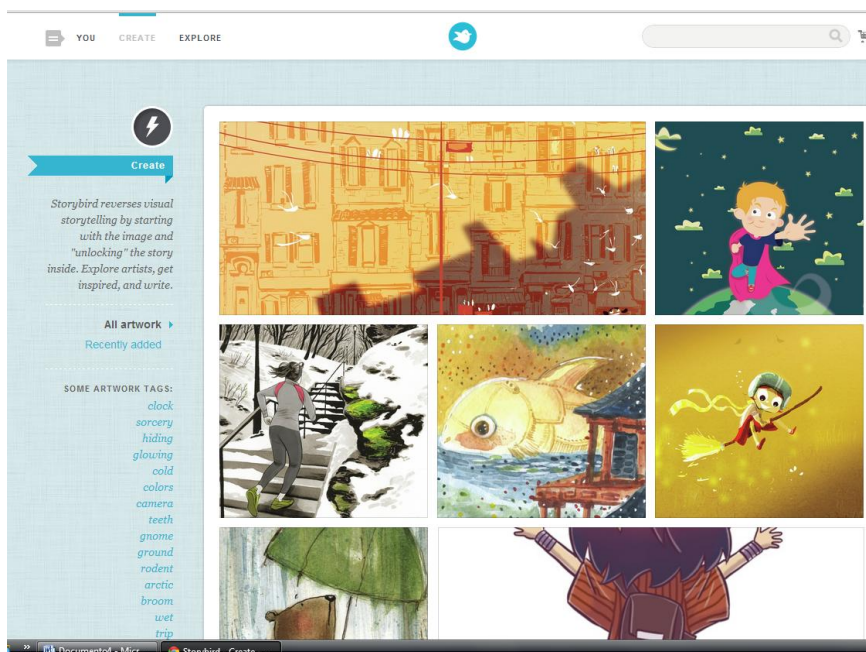 YOU CREATE EXPLORE
Create
Storybird reverses visual
storytelling by starting
with the image and
"unlocking" the story
inside. Explore artists, get
inspired, and write.
All artwork
Recently added
SOME ARTWORK TAGS:
clock
sorcery
hiding
glowing
cold
colors
camera
teeth
gnome
ground
rodent
arctic
broom
wet
trip
Documento4 - Micr... Storybird - Create -...